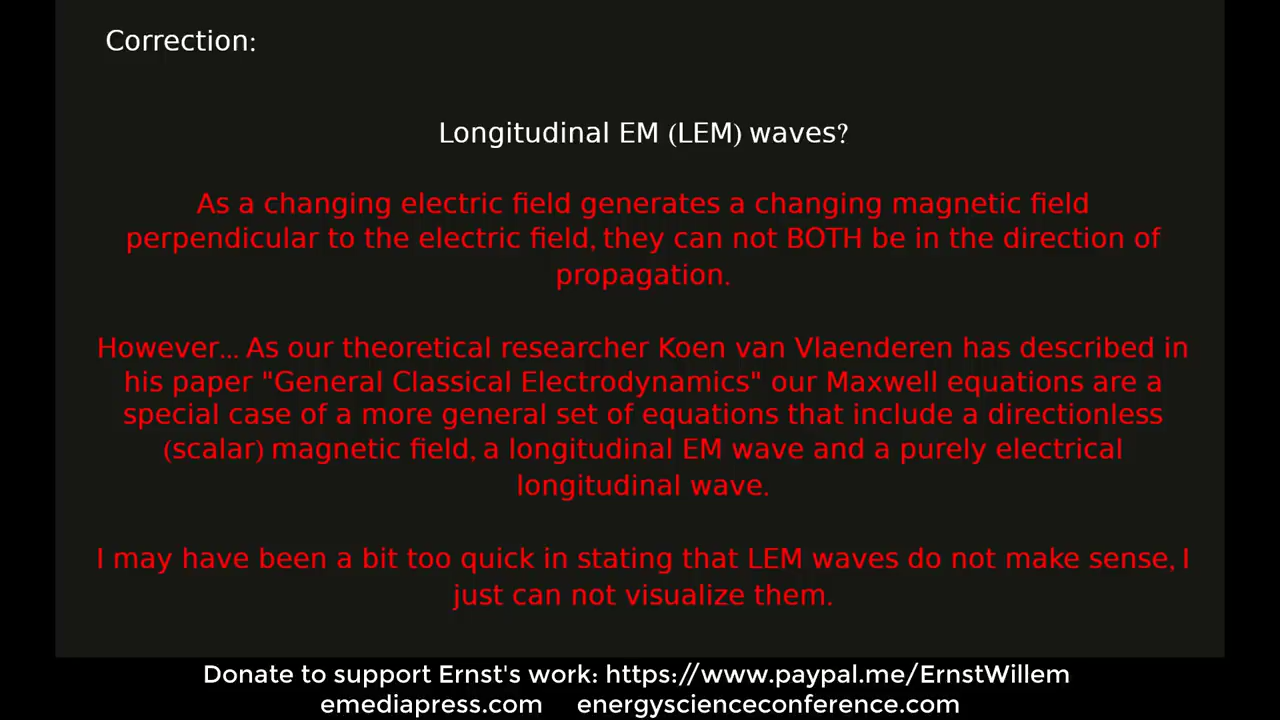 Correction:
Longitudinal EM (LEM) waves?
As a changing electric field generates a changing magnetic field
perpendicular to the electric field, they can not BOTH be in the direction of
propagation.
However... As our theoretical researcher Koen van Vlaenderen has described in
his paper "General Classical Electrodynamics" our Maxwell equations are a
special case of a more general set of equations that include a directionless
(scalar) magnetic field, a longitudinal EM wave and a purely electrical
longitudinal wave.
I may have been a bit too quick in stating that LEM waves do not make sense, I
just can not visualize them.
Donate to support Ernst's work: https://www.paypal.me/ErnstWillem
emediapress.com energyscienceconference.com